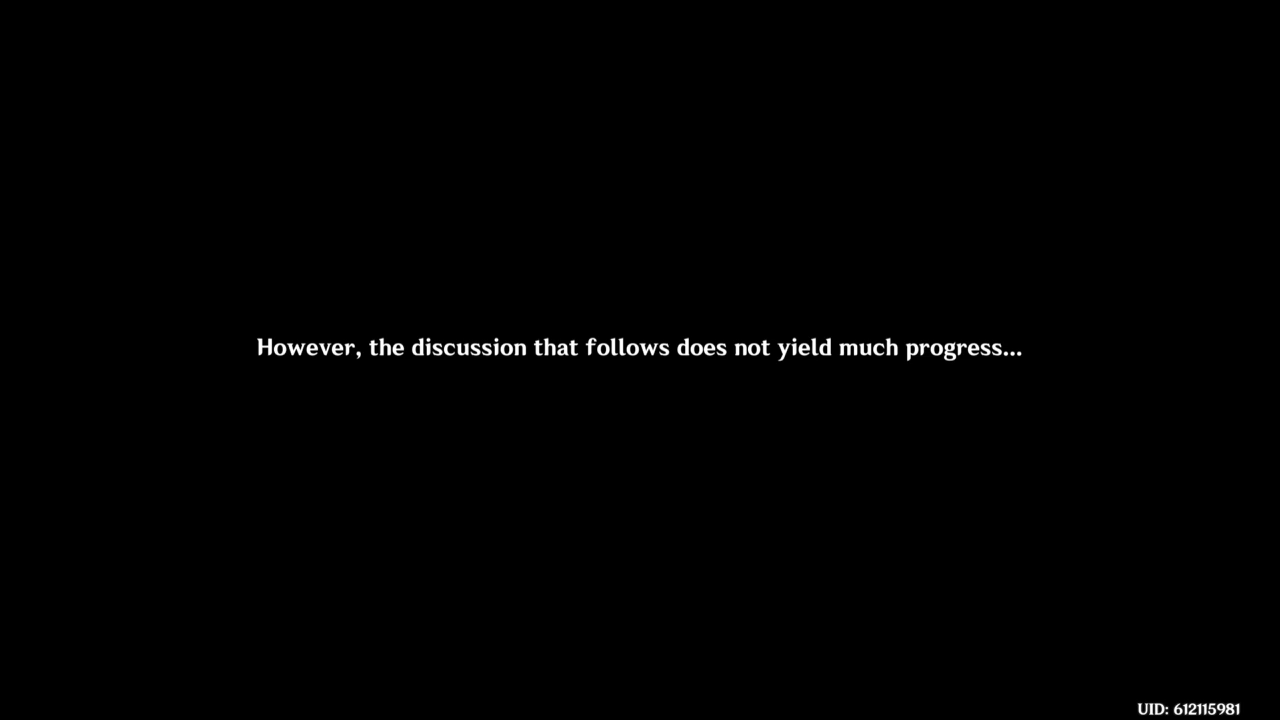 However, the discussion that follows does not yield much progress...
UID: 612115981